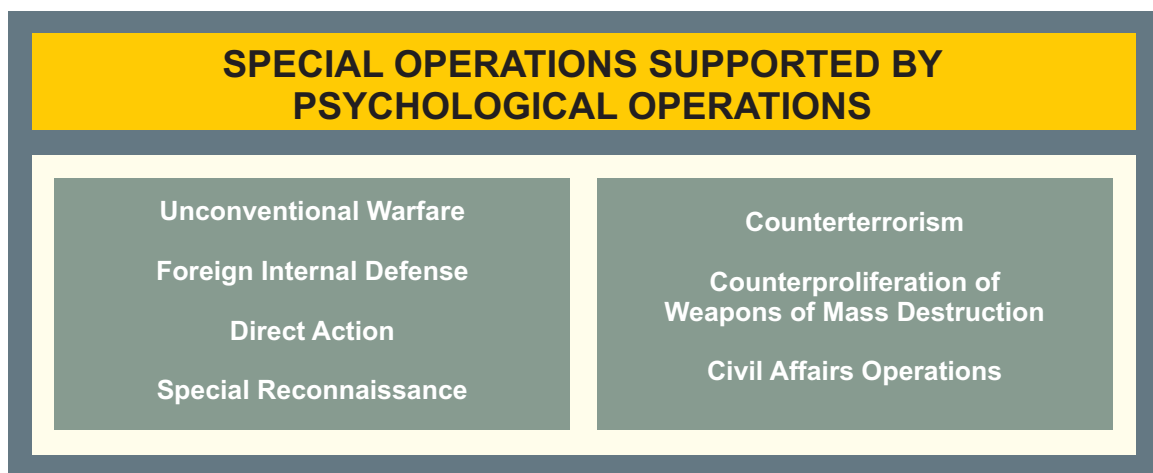 SPECIAL OPERATIONS SUPPORTED BY
PSYCHOLOGICAL OPERATIONS
Unconventional Warfare
Foreign Internal Defense
Direct Action
Special Reconnaissance
Counterterrorism
Counterproliferation of
Weapons of Mass Destruction
Civil Affairs Operations